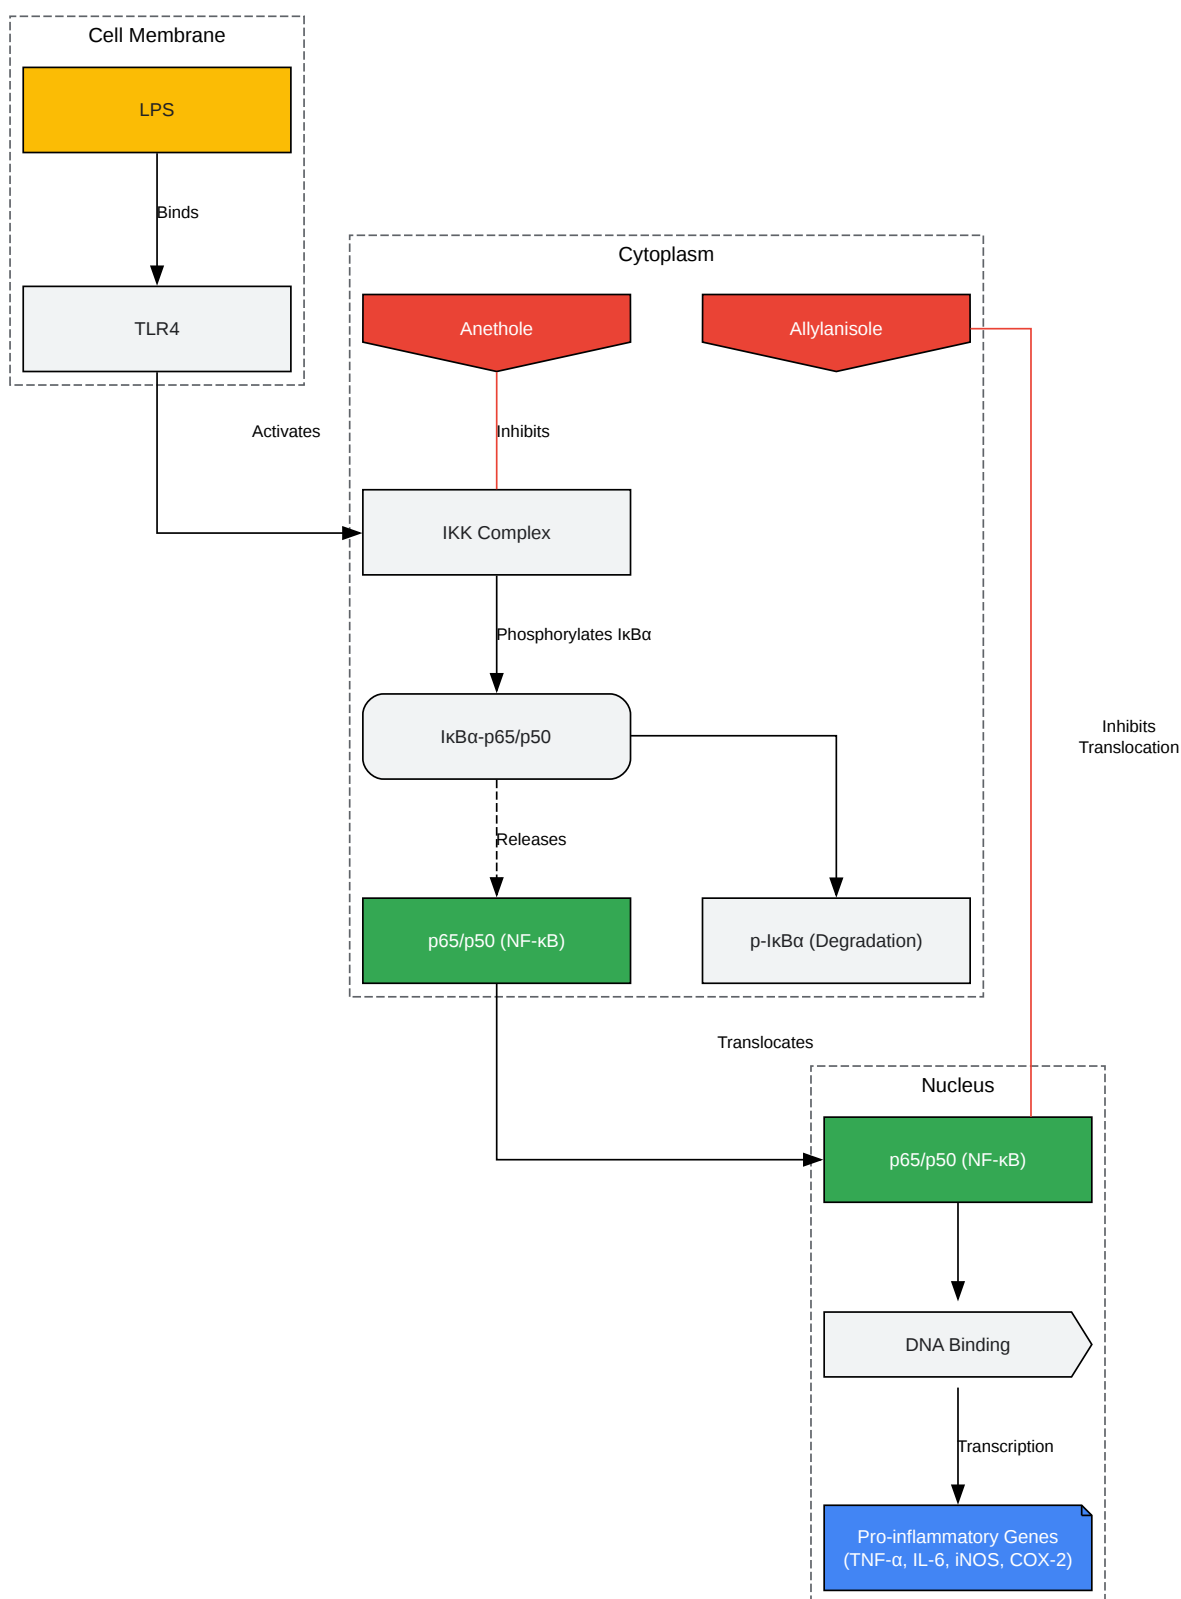 Cell Membrane
LPS
Binds
TLR4
Activates
Cytoplasm
Anethole
Allylanisole
Inhibits
IKK Complex
Phosphorylates IκBα
IκBα-p65/p50
Releases
p65/p50 (NF-κB)
p-IκBα (Degradation)
Inhibits
Translocation
Translocates
Nucleus
p65/p50 (NF-κB)
DNA Binding
Transcription
Pro-inflammatory Genes
(TNF-α, IL-6, iNOS, COX-2)